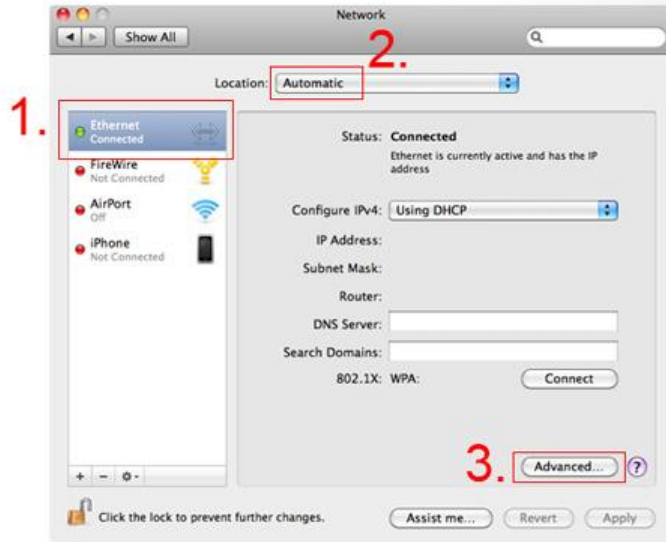 Network
Show All
2.
Location: Automatic
1.
Ethernet
Connected
FireWire
Not Connected
AirPort
Off
iPhone
Not Connected
Status: Connected
Ethernet is currently active and has the IP
address
Configure IPv4: Using DHCP
IP Address:
Subnet Mask:
Router:
DNS Server:
Search Domains:
802.1X: WPA: Connect
3.
Advanced... ?
+ −
Click the lock to prevent further changes.
Assist me... Revert Apply